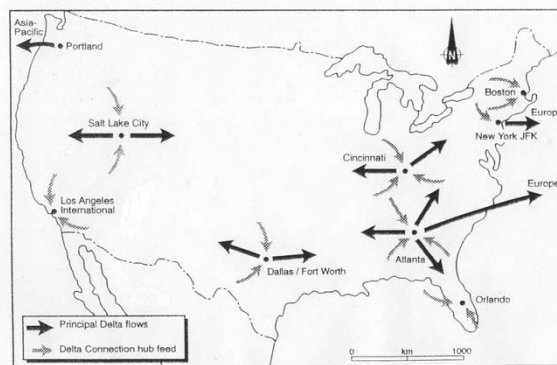 Asia-
Pacific
Portland
N
Boston
Europe
New York JFK
Salt Lake City
Cincinnati
Europe
Los Angeles
International
Atlanta
Dallas / Fort Worth
Orlando
Principal Delta flows
Delta Connection hub feed
0
km
1000